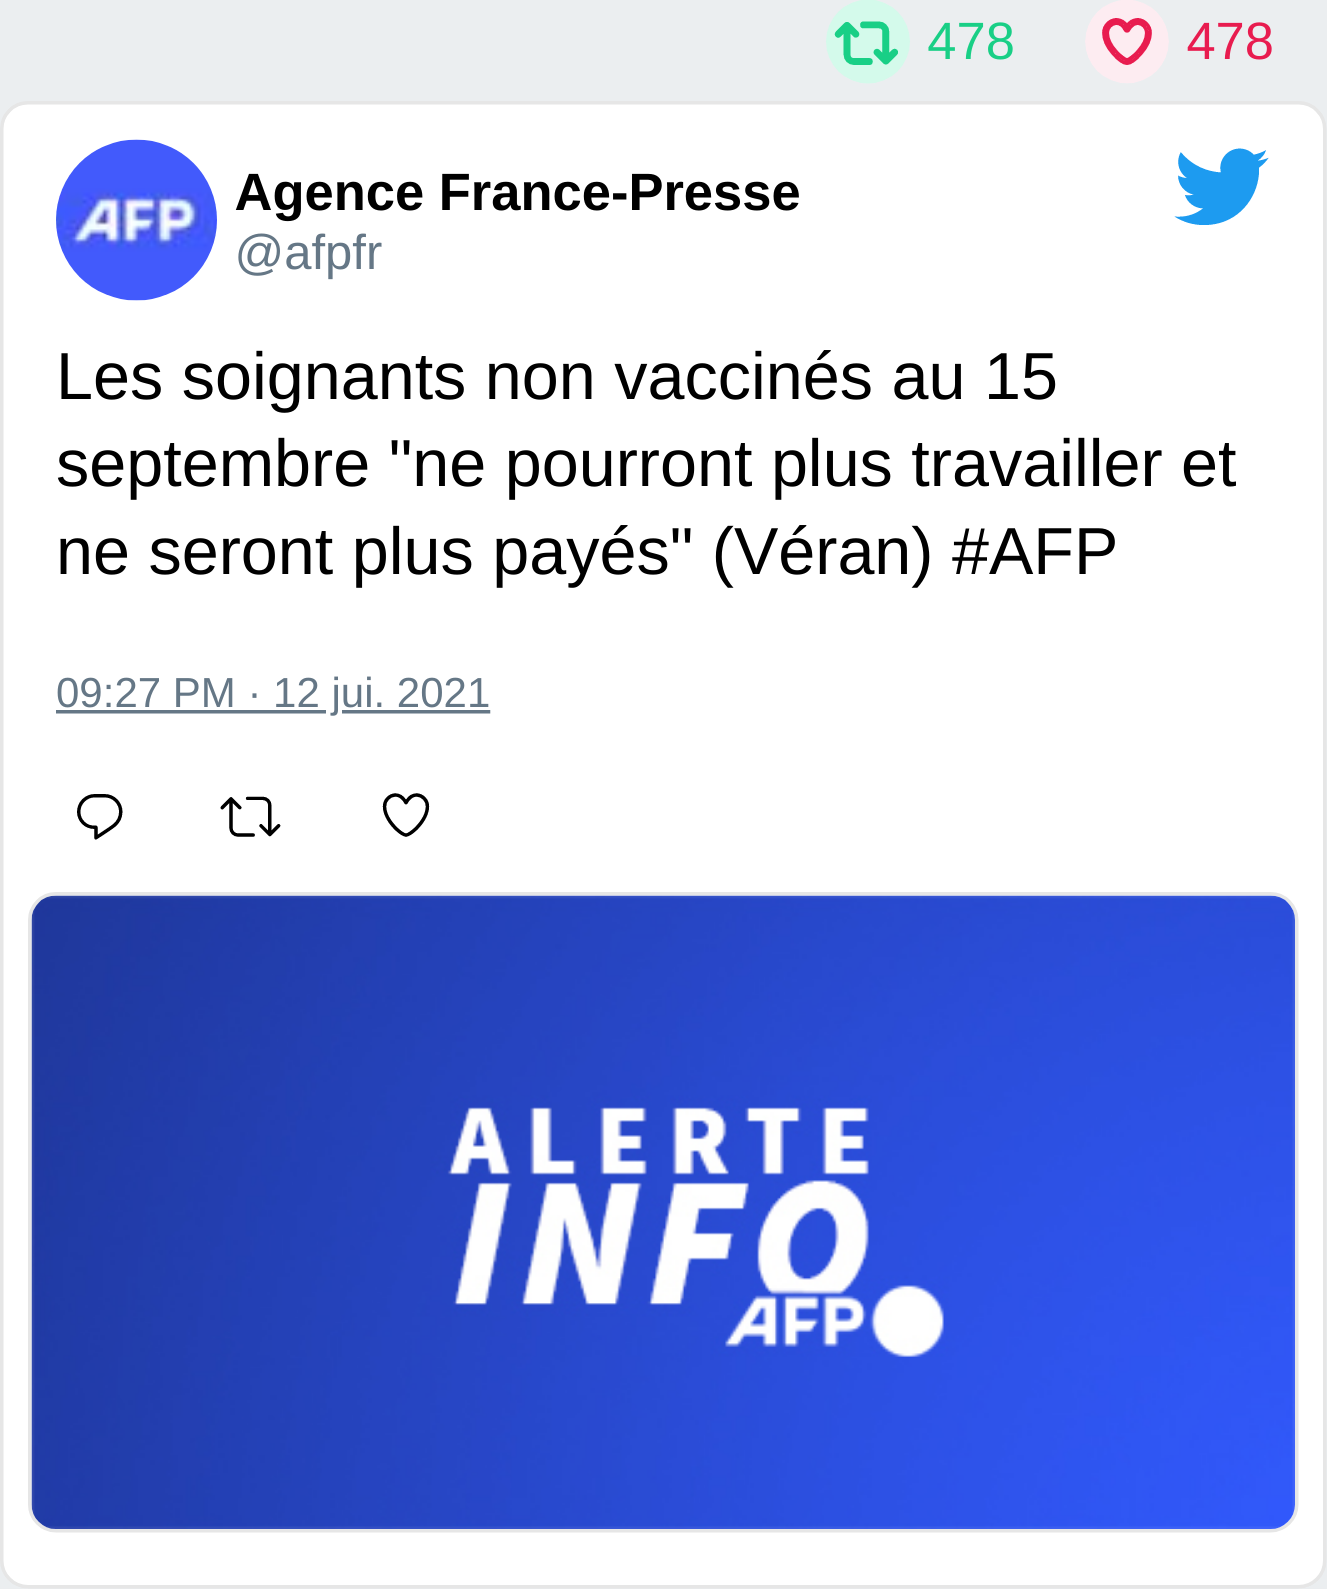 478 478
AFP
Agence France-Presse
@afpfr
Les soignants non vaccinés au 15
septembre "ne pourront plus travailler et
ne seront plus payés" (Véran) #AFP
09:27 PM · 12 jui. 2021
ALERTE
INFO
AFP